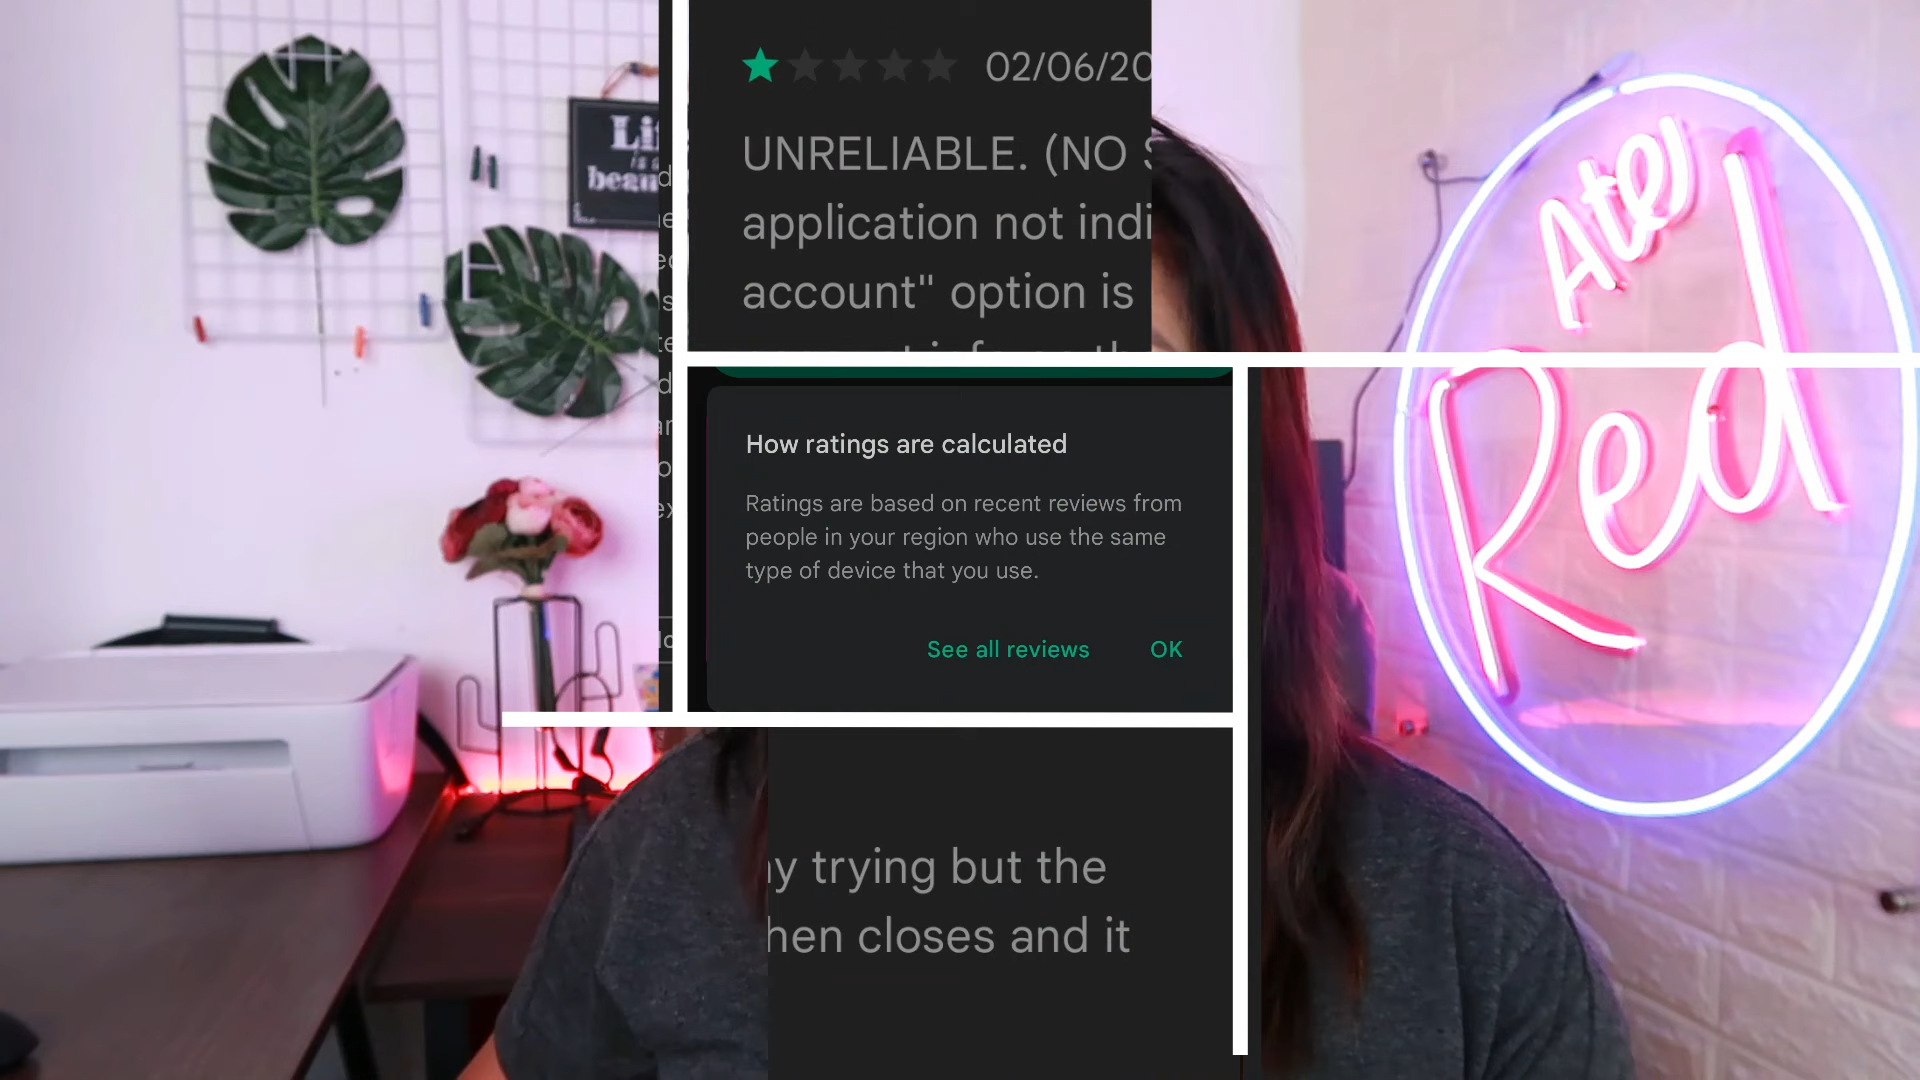 is a
02/06/20
UNRELIABLE. (NO
application not indi
account" option is
How ratings are calculated
Ratings are based on recent reviews from
people in your region who use the same
type of device that you use.
See all reviews OK
y trying but the
hen closes and it
Ate
Red